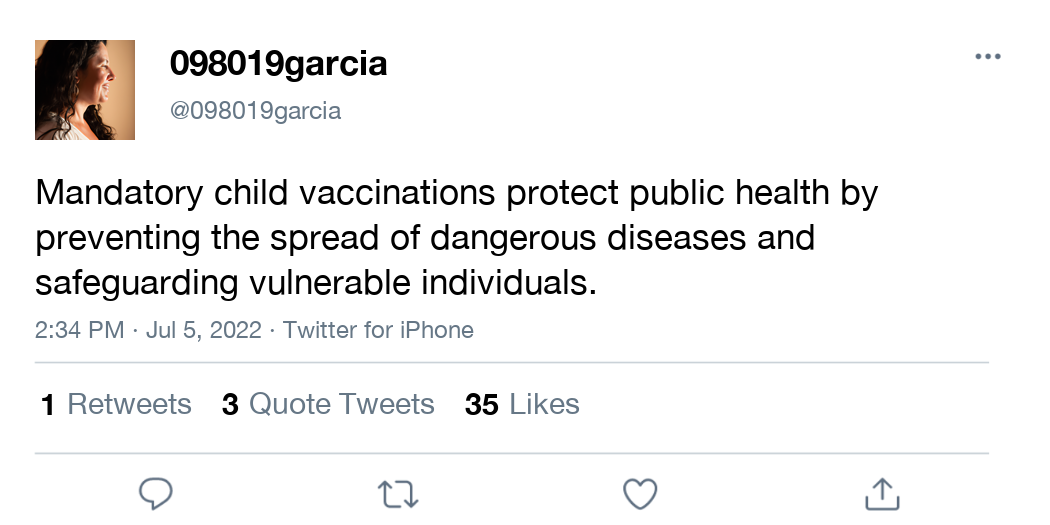 098019garcia
@098019garcia
Mandatory child vaccinations protect public health by
preventing the spread of dangerous diseases and
safeguarding vulnerable individuals.
2:34 PM · Jul 5, 2022 · Twitter for iPhone
1 Retweets 3 Quote Tweets 35 Likes